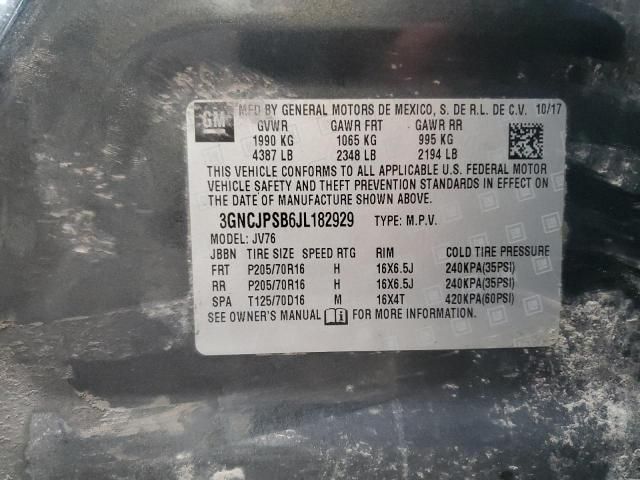 GM MFD BY GENERAL MOTORS DE MEXICO, S. DE R.L. DE C.V. 10/17
GVWR GAWR FRT GAWR RR
1990 KG 1065 KG 995 KG
4387 LB 2348 LB 2194 LB
THIS VEHICLE CONFORMS TO ALL APPLICABLE U.S. FEDERAL MOTOR
VEHICLE SAFETY AND THEFT PREVENTION STANDARDS IN EFFECT ON
THE DATE OF MANUFACTURE SHOWN ABOVE.
3GNCJPSB6JL182929 TYPE: M.P.V.
MODEL: JV76
JBBN TIRE SIZE SPEED RTG RIM COLD TIRE PRESSURE
FRT P205/70R16 H 16X6.5J 240KPA(35PSI)
RR P205/70R16 H 16X6.5J 240KPA(35PSI)
SPA T125/70D16 M 16X4T 420KPA(60PSI)
SEE OWNER'S MANUAL FOR MORE INFORMATION.